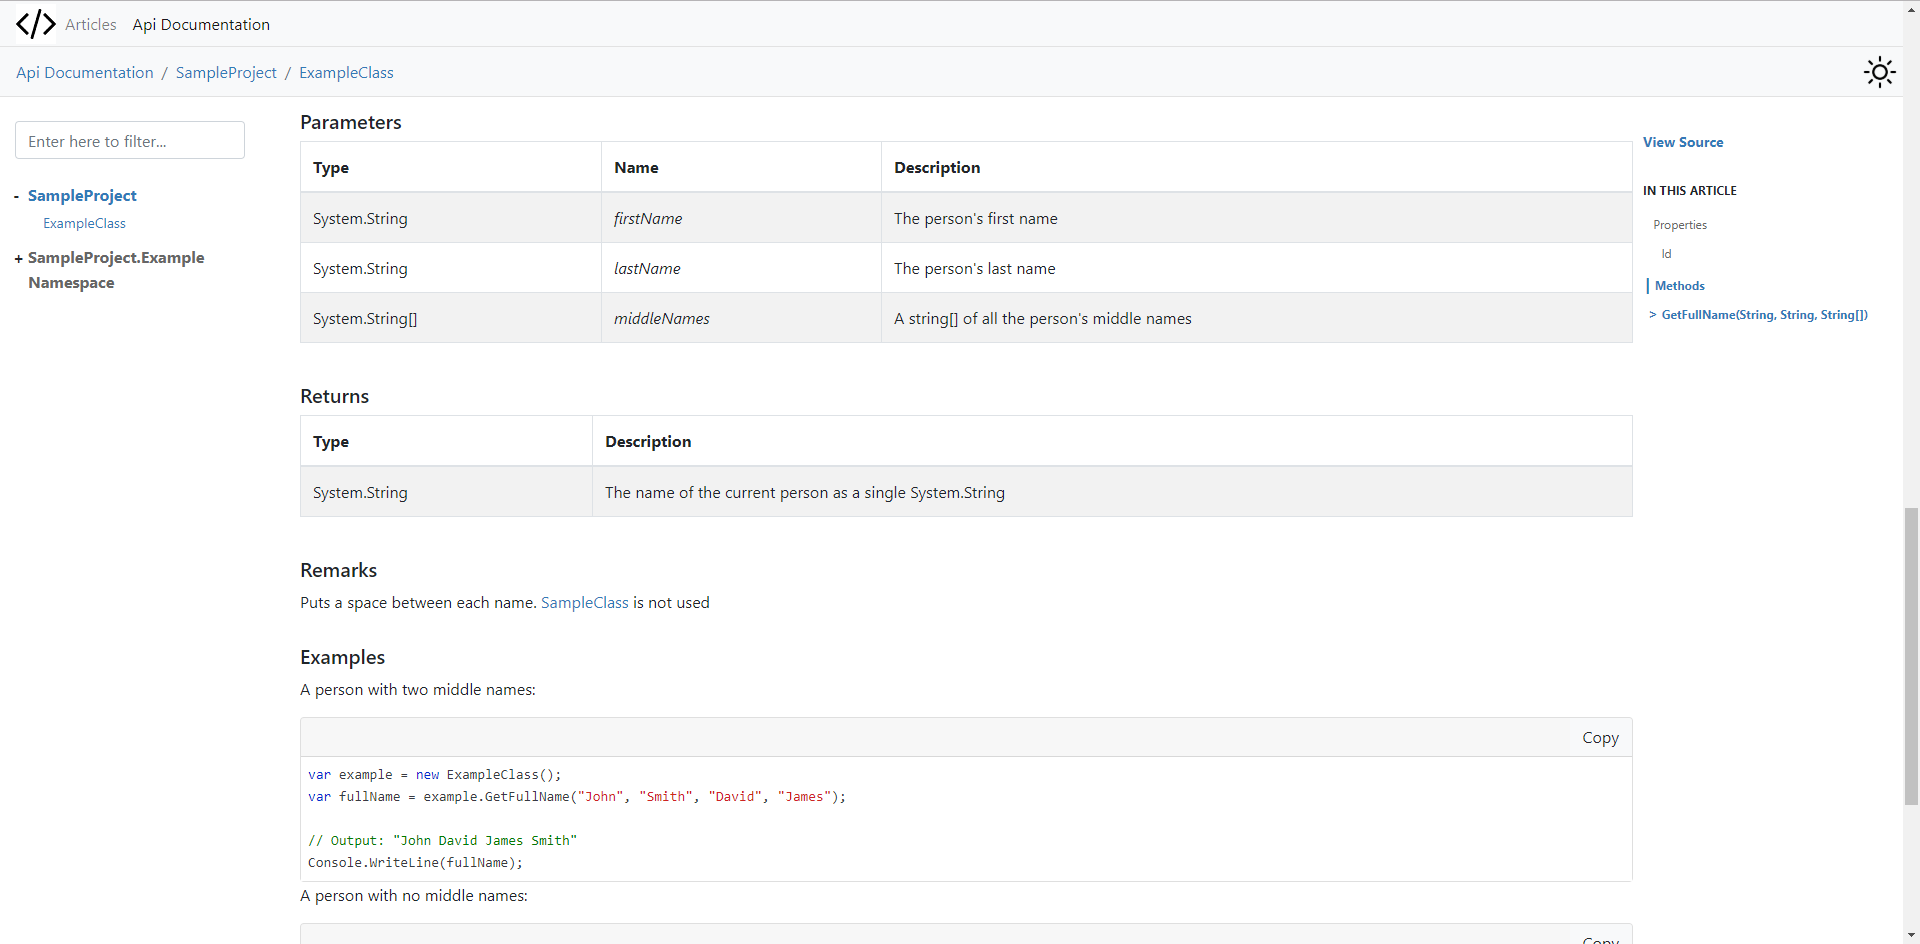 </> Articles Api Documentation
Api Documentation / SampleProject / ExampleClass
Enter here to filter...
- SampleProject
ExampleClass
+ SampleProject.Example
Namespace
Parameters
Type Name Description
System.String firstName The person's first name
System.String lastName The person's last name
System.String[] middleNames A string[] of all the person's middle names
Returns
Type Description
System.String The name of the current person as a single System.String
Remarks
Puts a space between each name. SampleClass is not used
Examples
A person with two middle names:
Copy
var example = new ExampleClass();
var fullName = example.GetFullName("John", "Smith", "David", "James");
// Output: "John David James Smith"
Console.WriteLine(fullName);
A person with no middle names:
Copy
View Source
IN THIS ARTICLE
Properties
Id
Methods
> GetFullName(String, String, String[])